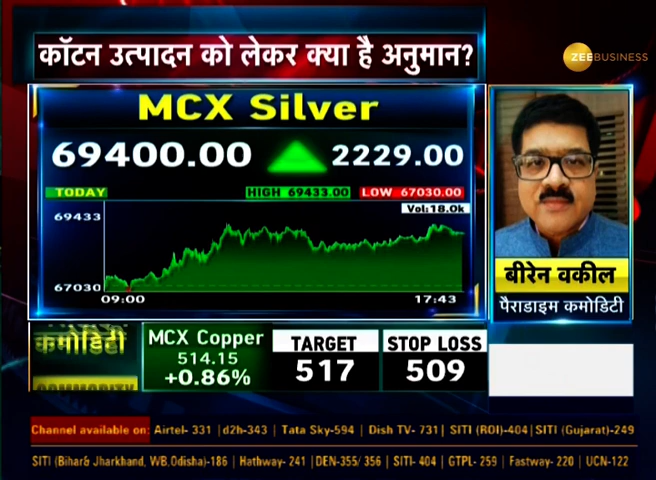 कॉटन उत्पादन को लेकर क्या है अनुमान?
ZEEBUSINESS
MCX Silver
69400.00 2229.00
TODAY HIGH 69433.00 LOW 67030.00
Vol:18.0k
69433
67030
09:00 17:43
बीरेन वकील
पैराडाइम कमोडिटी
कमोडिटी
COMMODITY
MCX Copper
514.15
+0.86%
TARGET
517
STOP LOSS
509
Channel available on: Airtel- 331 | d2h-343 | Tata Sky-594 | Dish TV- 731 | SITI (ROI)-404 | SITI (Gujarat)-249
SITI (Bihar& Jharkhand, WB,Odisha)-186 | Hathway- 241 | DEN-355/ 356 | SITI- 404 | GTPL- 259 | Fastway- 220 | UCN-122